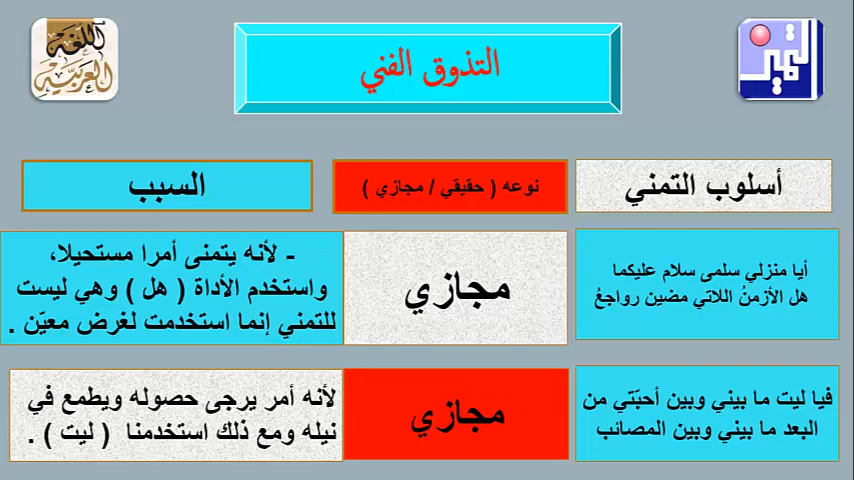 اللغة العربية
التذوق الفني
التميز
أسلوب التمني
نوعه ( حقيقي / مجازي )
السبب
أيا منزلي سلمى سلام عليكما
هل الأزمنُ اللاتي مضين رواجعُ
مجازي
- لأنه يتمنى أمرا مستحيلا،
واستخدم الأداة ( هل ) وهي ليست
للتمني إنما استخدمت لغرض معيّن .
فيا ليت ما بيني وبين أحبّتي من
البعد ما بيني وبين المصائب
مجازي
لأنه أمر يرجى حصوله ويطمع في
نيله ومع ذلك استخدمنا ( ليت ) .